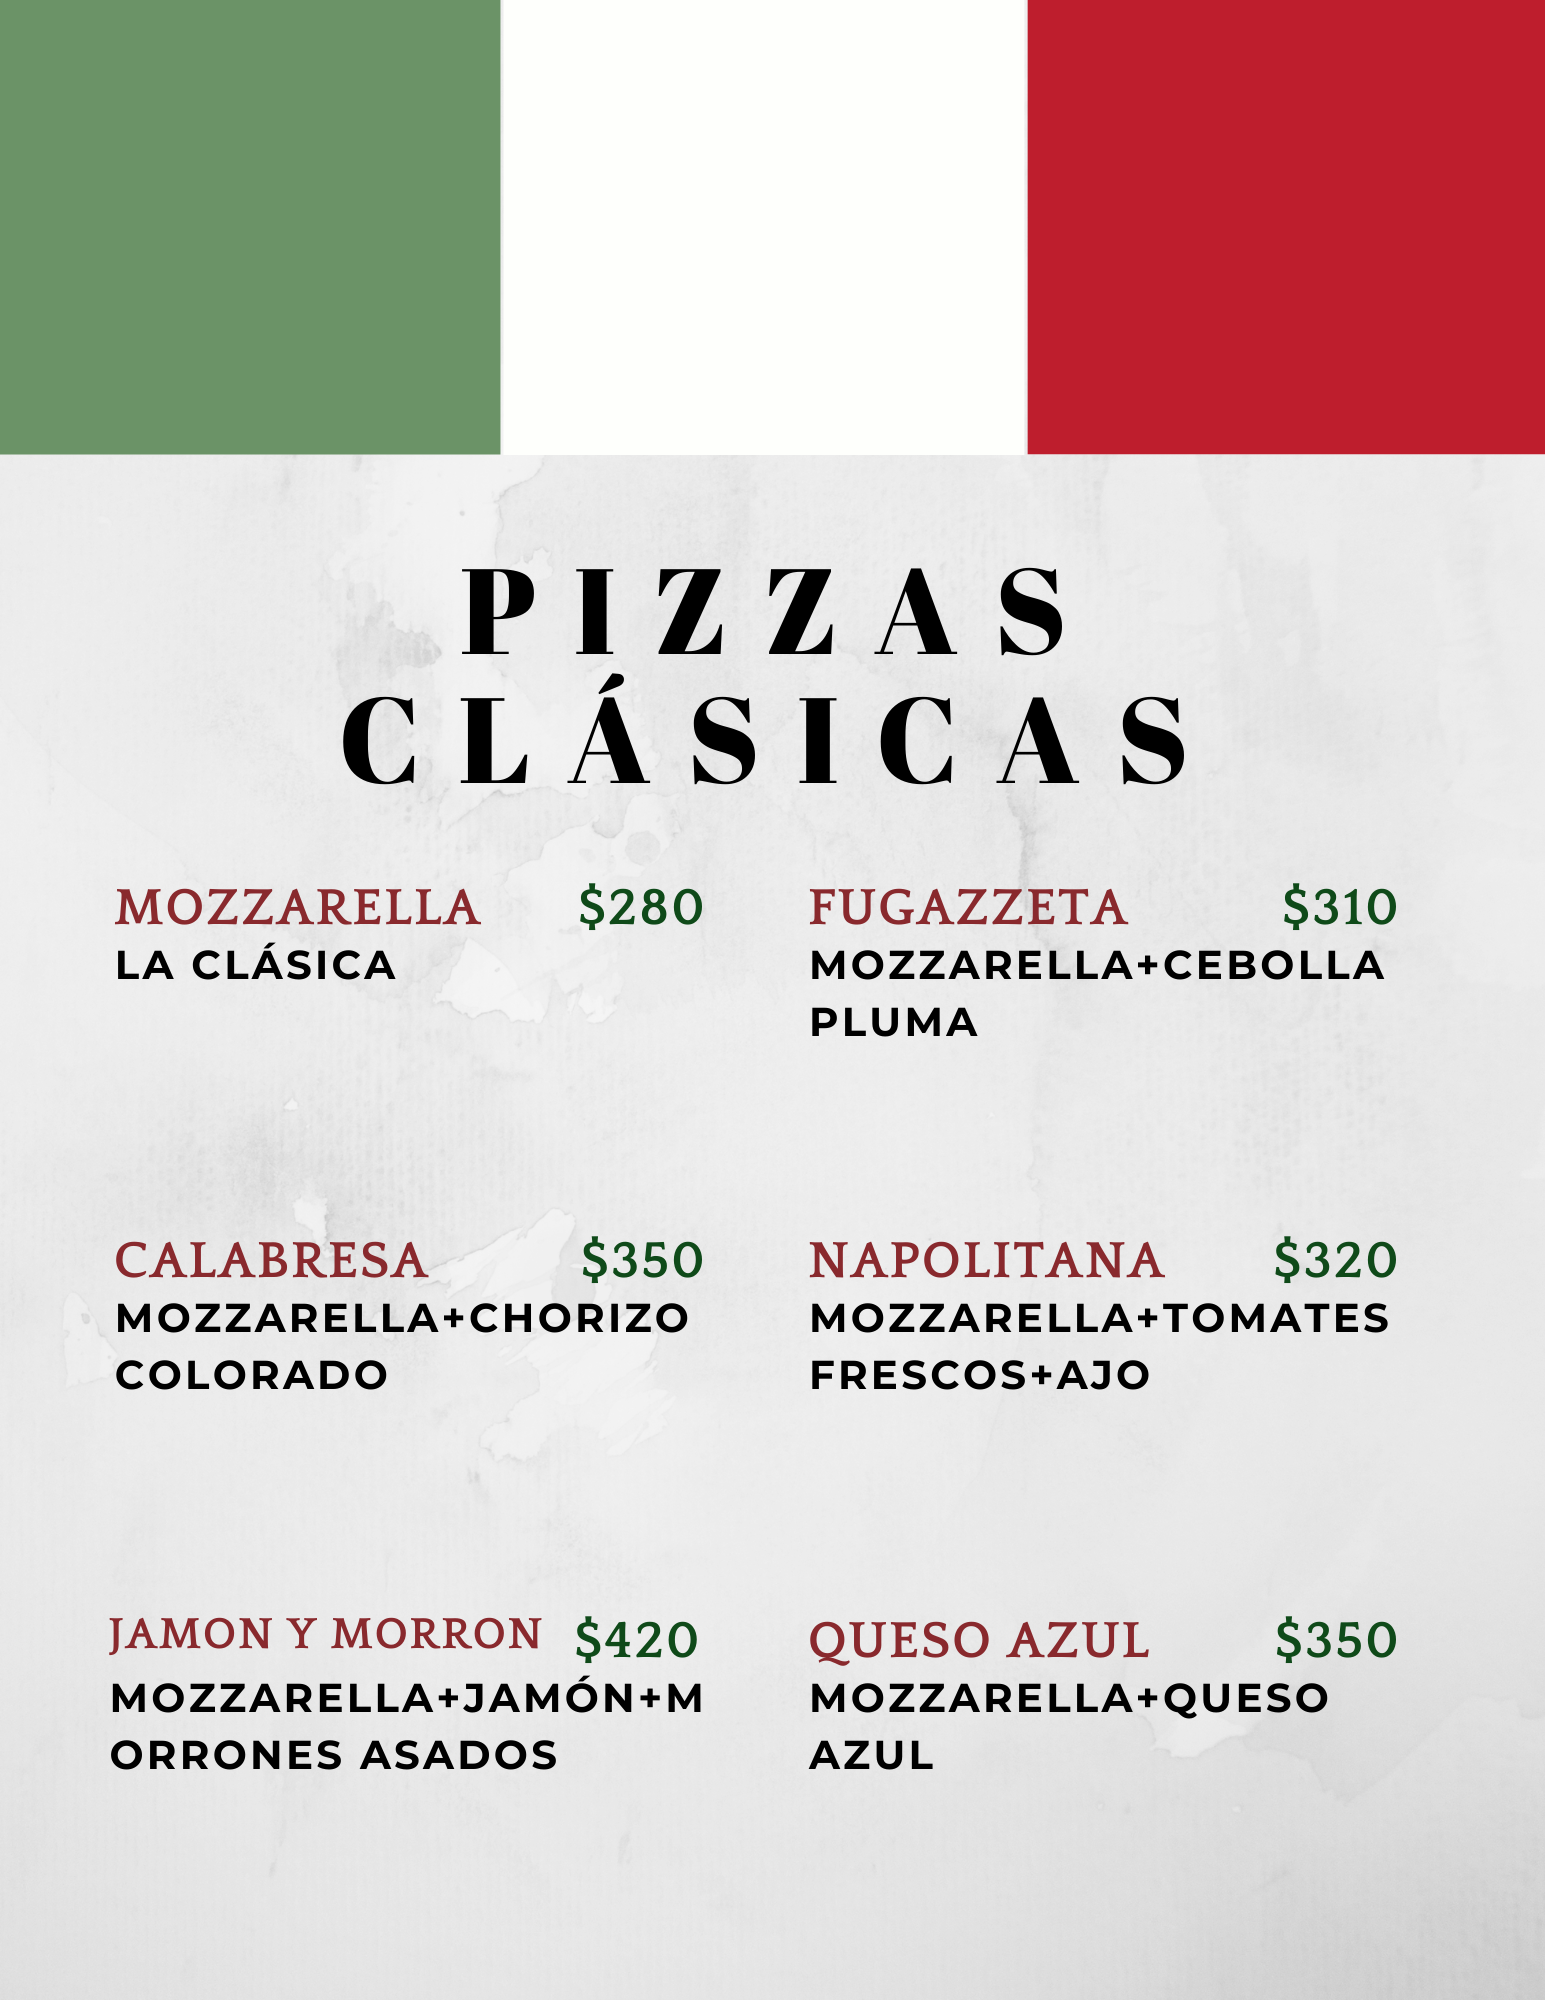 PIZZAS
CLÁSICAS
MOZZARELLA $280
LA CLÁSICA
FUGAZZETA $310
MOZZARELLA+CEBOLLA
PLUMA
CALABRESA $350
MOZZARELLA+CHORIZO
COLORADO
NAPOLITANA $320
MOZZARELLA+TOMATES
FRESCOS+AJO
JAMON Y MORRON $420
MOZZARELLA+JAMÓN+M
ORRONES ASADOS
QUESO AZUL $350
MOZZARELLA+QUESO
AZUL